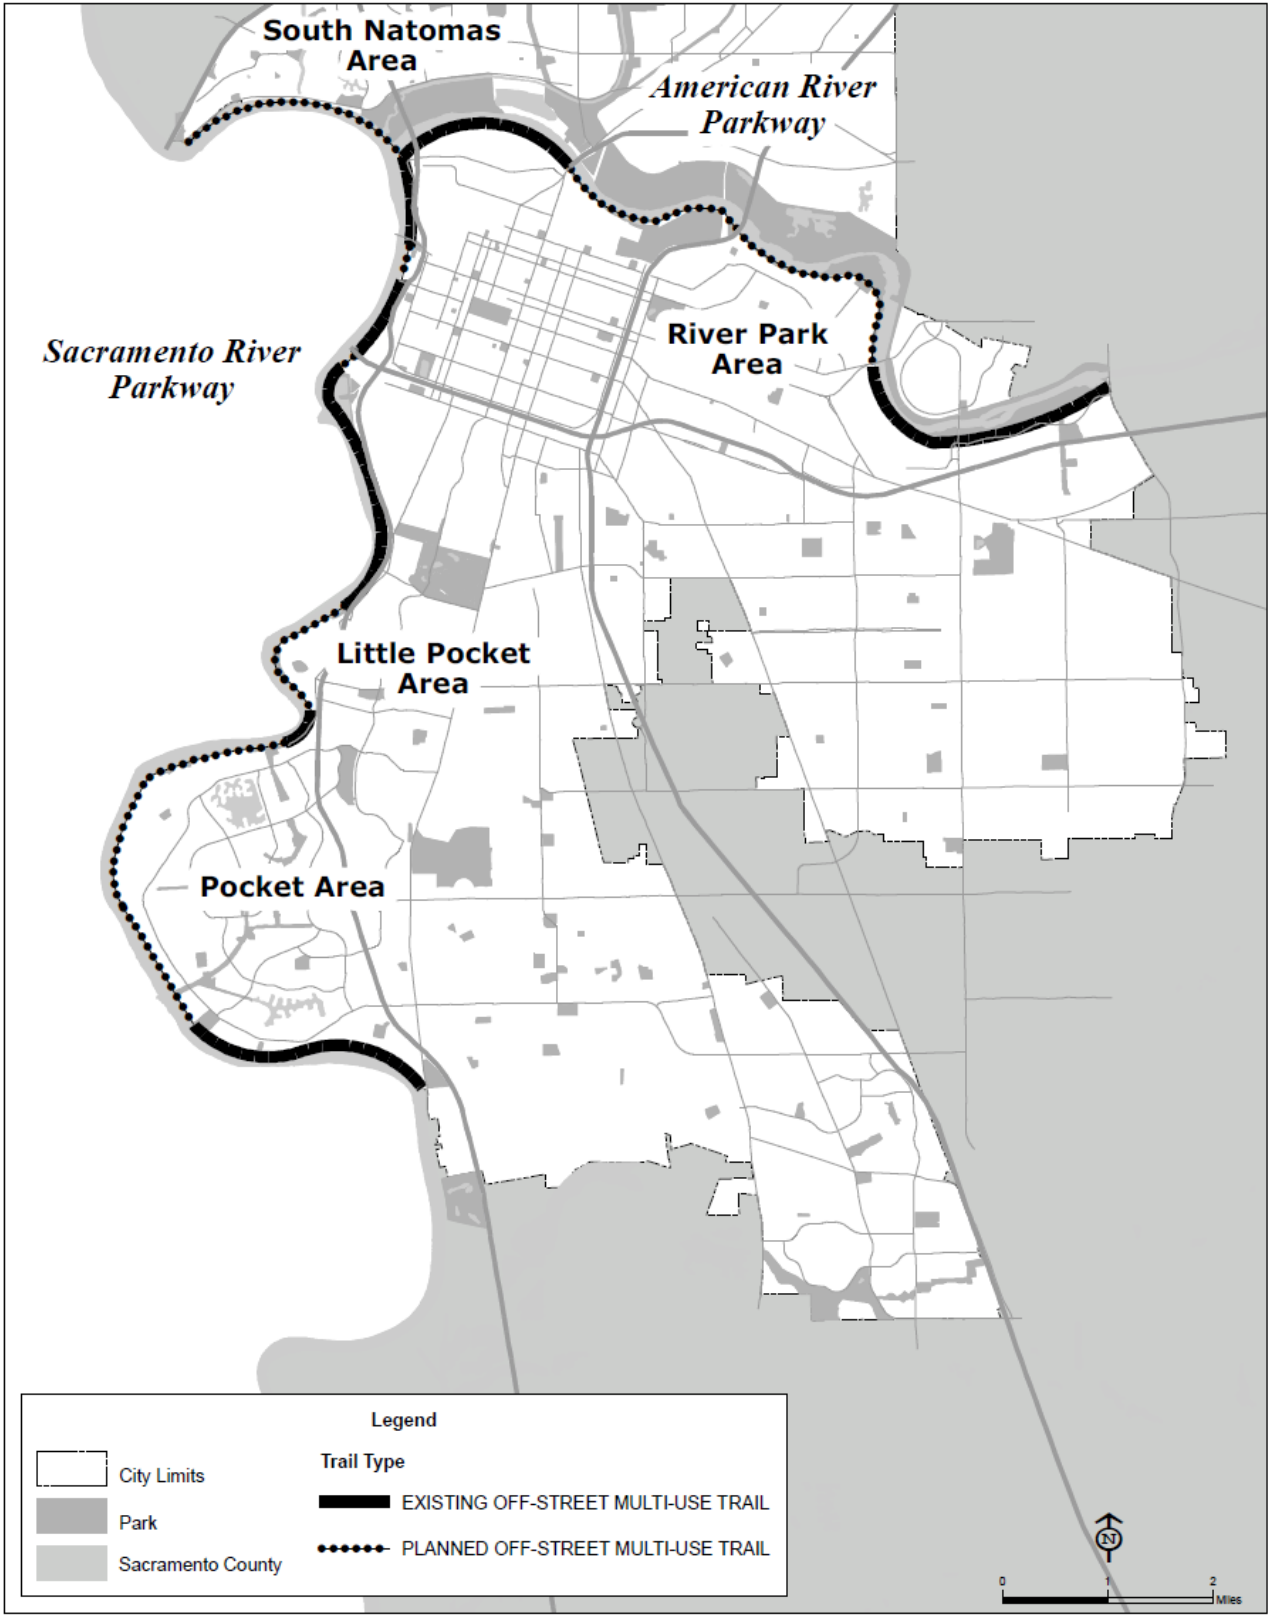 South Natomas
Area
American River
Parkway
River Park
Area
Sacramento River
Parkway
Little Pocket
Area
Pocket Area
Legend
Trail Type
City Limits
Park
Sacramento County
EXISTING OFF-STREET MULTI-USE TRAIL
PLANNED OFF-STREET MULTI-USE TRAIL
N
0 1 2
Miles